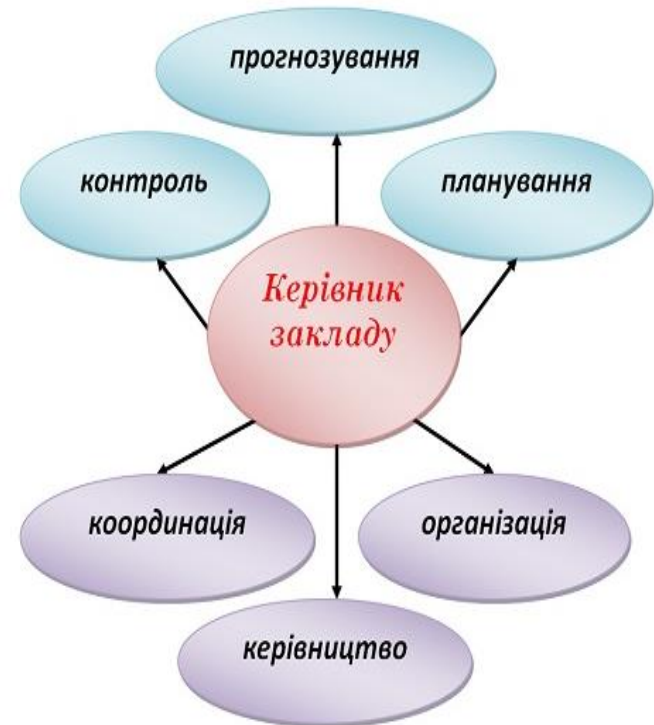 прогнозування
контроль
планування
Керівник
закладу
координація
організація
керівництво